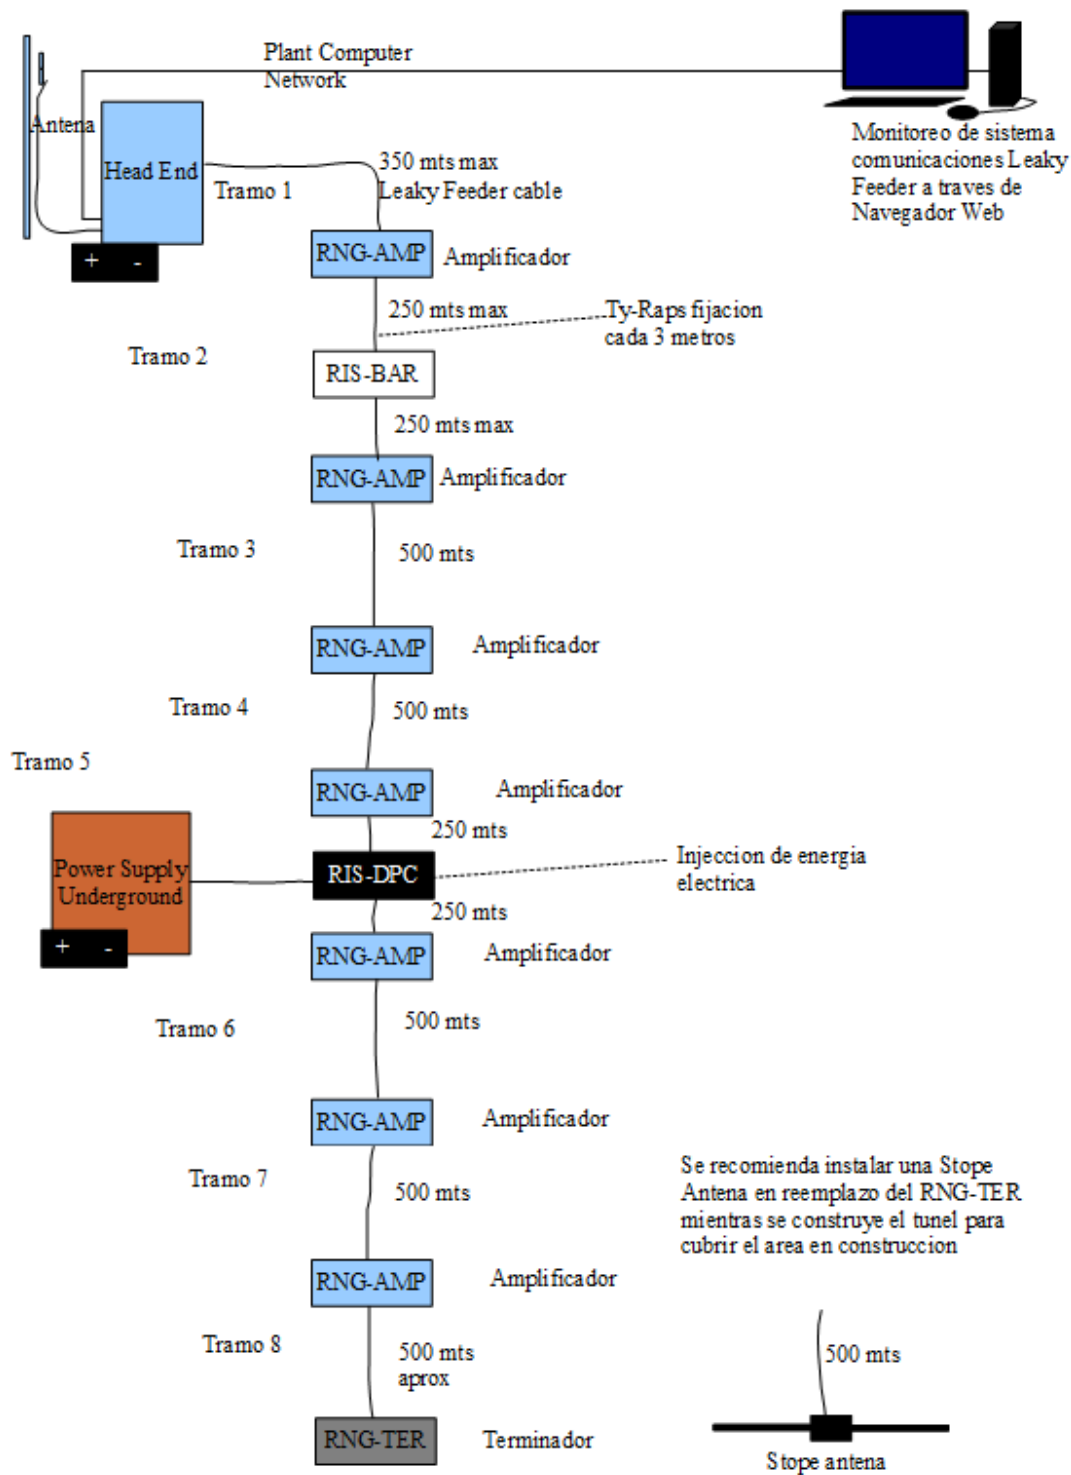 Plant Computer
Network
Antena
Head End
+ -
Tramo 1
350 mts max
Leaky Feeder cable
Monitoreo de sistema
comunicaciones Leaky
Feeder a traves de
Navegador Web
RNG-AMP
Amplificador
250 mts max
Ty-Raps fijacion
cada 3 metros
Tramo 2
RIS-BAR
250 mts max
RNG-AMP
Amplificador
Tramo 3
500 mts
RNG-AMP
Amplificador
Tramo 4
500 mts
Tramo 5
RNG-AMP
Amplificador
250 mts
Power Supply
Underground
+ -
RIS-DPC
Injeccion de energia
electrica
250 mts
RNG-AMP
Amplificador
Tramo 6
500 mts
RNG-AMP
Amplificador
Tramo 7
500 mts
Se recomienda instalar una Stope
Antena en reemplazo del RNG-TER
mientras se construye el tunel para
cubrir el area en construccion
RNG-AMP
Amplificador
Tramo 8
500 mts
aprox
500 mts
RNG-TER
Terminador
Stope antena